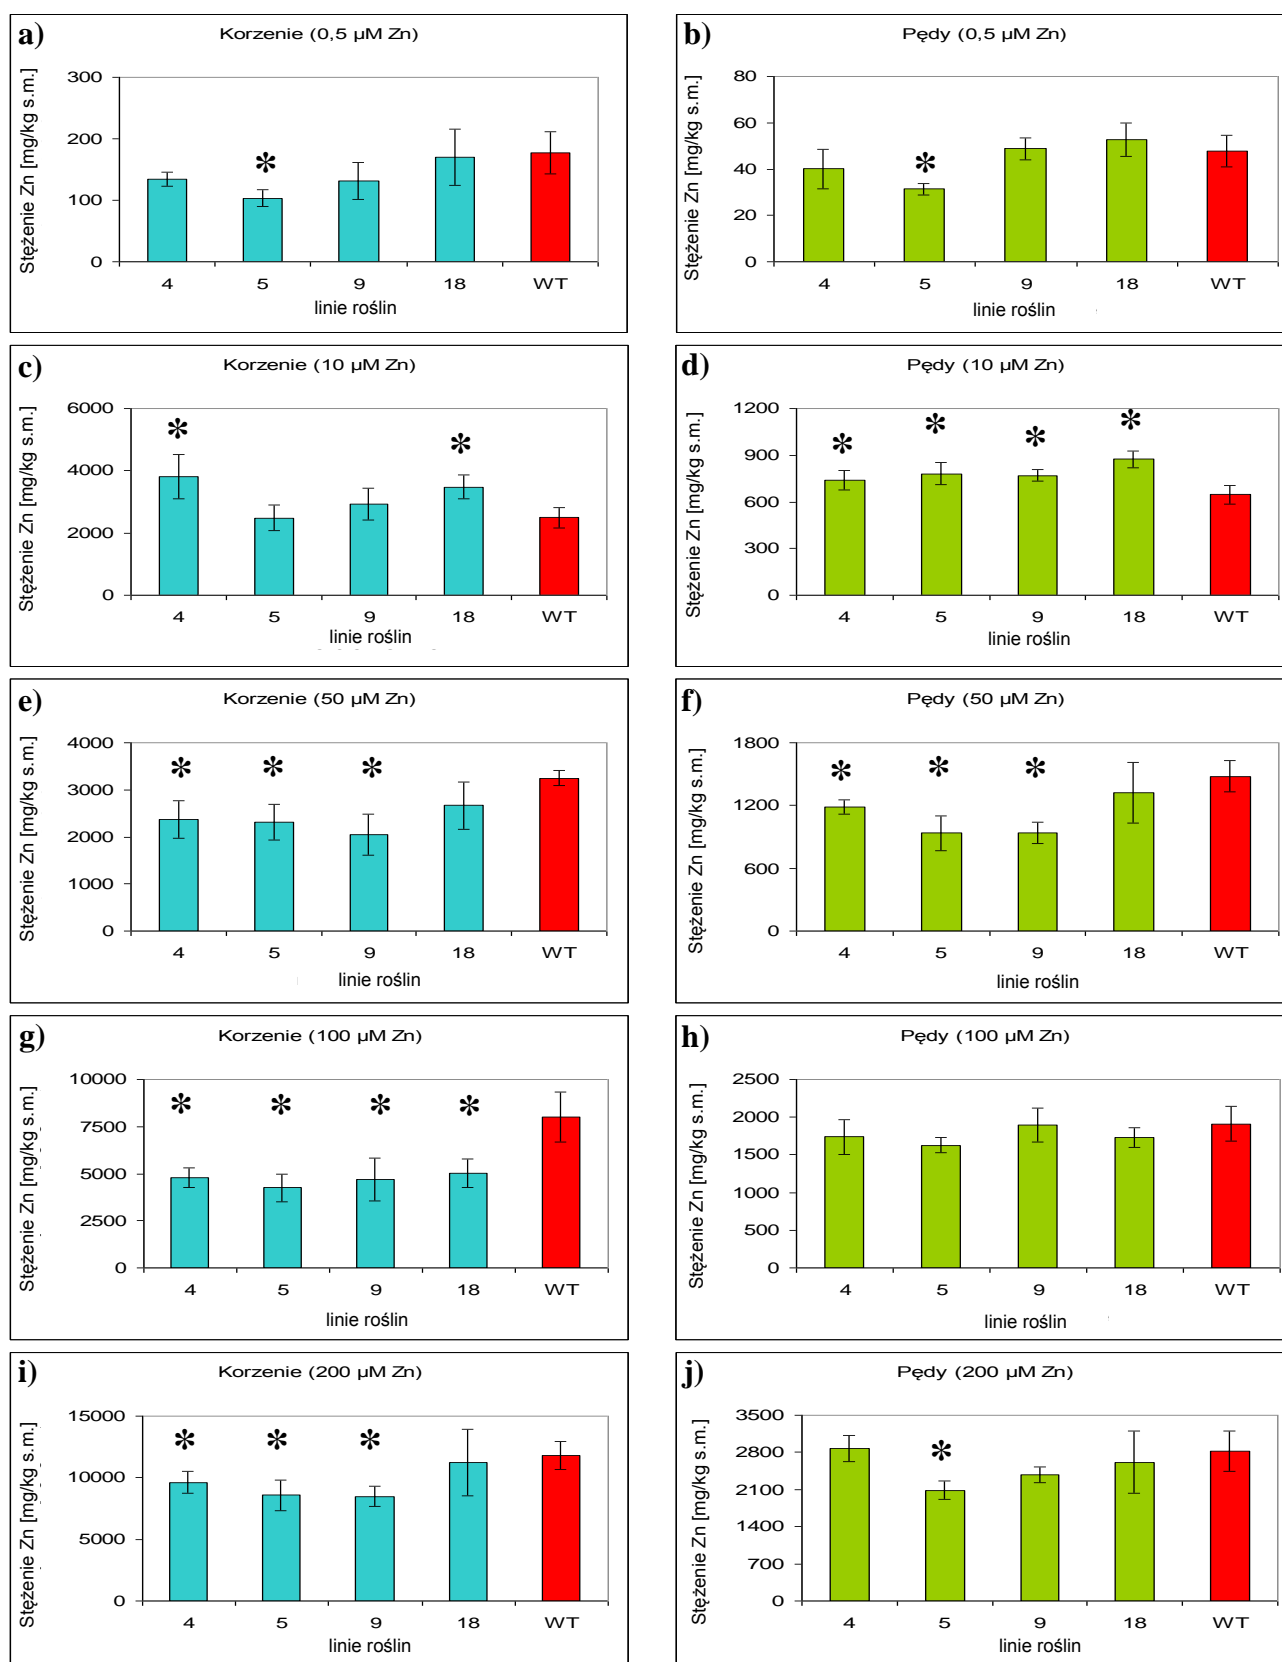 a)
Korzenie (0,5 µM Zn)
Stężenie Zn [mg/kg s.m.]
300
200
100
0
*
4 5 9 18 WT
linie roślin
b)
Pędy (0,5 µM Zn)
Stężenie Zn [mg/kg s.m.]
80
60
40
20
0
*
4 5 9 18 WT
linie roślin
c)
Korzenie (10 µM Zn)
Stężenie Zn [mg/kg s.m.]
6000
4000
2000
0
* *
4 5 9 18 WT
linie roślin
d)
Pędy (10 µM Zn)
Stężenie Zn [mg/kg s.m.]
1200
900
600
300
0
* * * *
4 5 9 18 WT
linie roślin
e)
Korzenie (50 µM Zn)
Stężenie Zn [mg/kg s.m.]
4000
3000
2000
1000
0
* * *
4 5 9 18 WT
linie roślin
f)
Pędy (50 µM Zn)
Stężenie Zn [mg/kg s.m.]
1800
1200
600
0
* * *
4 5 9 18 WT
linie roślin
g)
Korzenie (100 µM Zn)
Stężenie Zn [mg/kg s.m.]
10000
7500
5000
2500
0
* * * *
4 5 9 18 WT
linie roślin
h)
Pędy (100 µM Zn)
Stężenie Zn [mg/kg s.m.]
2500
2000
1500
1000
500
0
4 5 9 18 WT
linie roślin
i)
Korzenie (200 µM Zn)
Stężenie Zn [mg/kg s.m.]
15000
10000
5000
0
* * *
4 5 9 18 WT
linie roślin
j)
Pędy (200 µM Zn)
Stężenie Zn [mg/kg s.m.]
3500
2800
2100
1400
700
0
*
4 5 9 18 WT
linie roślin